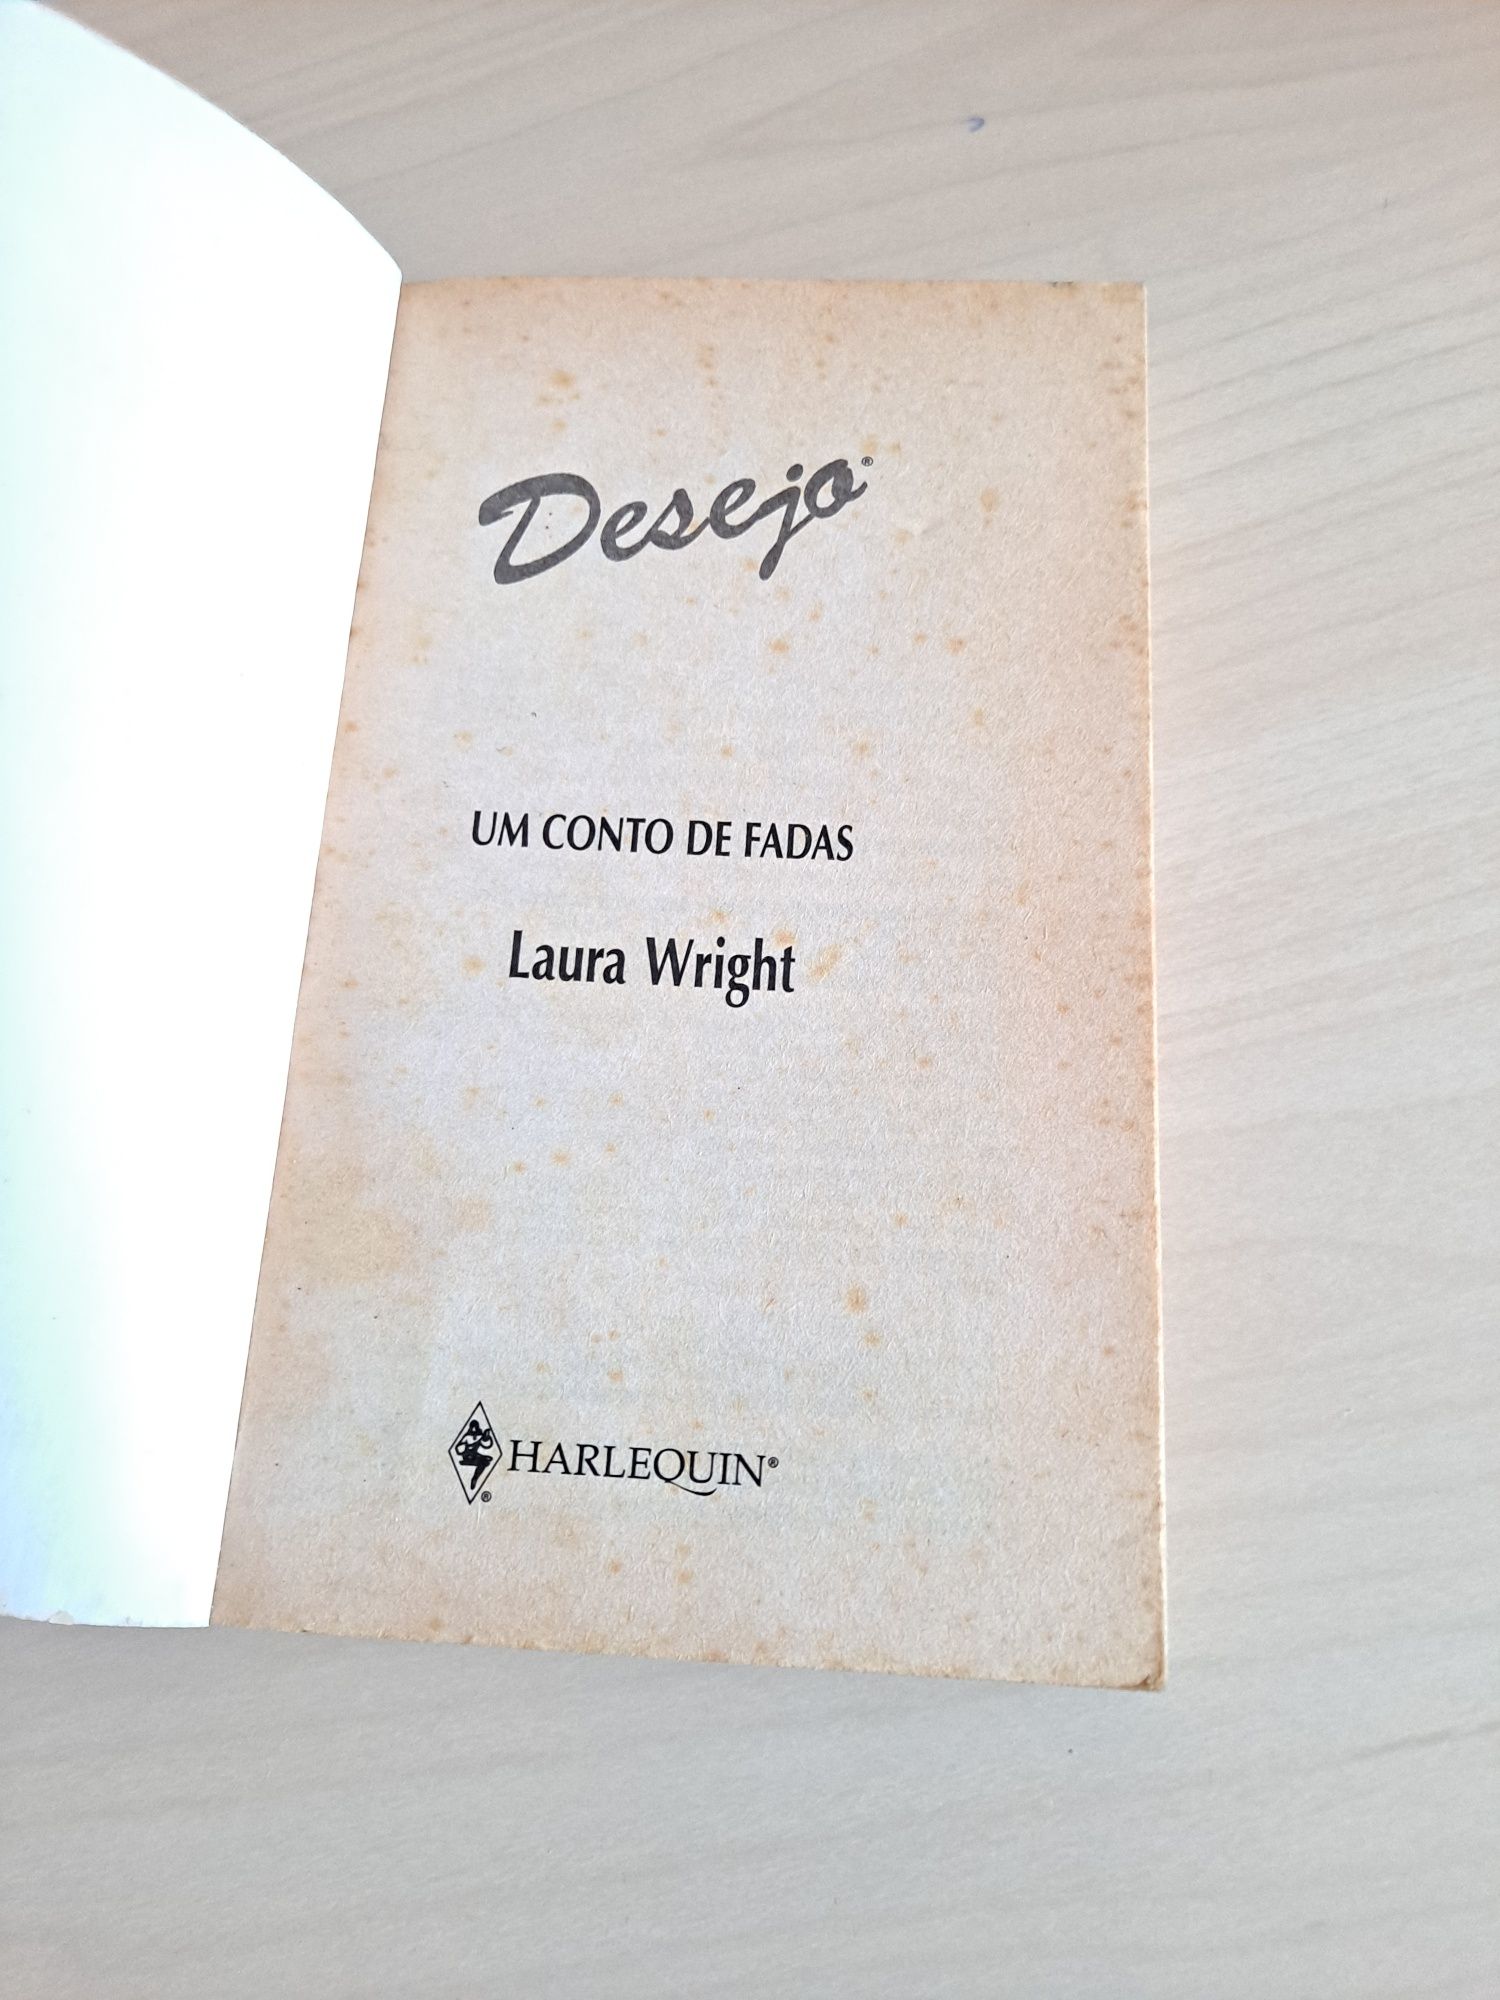 Desejo®
UM CONTO DE FADAS
Laura Wright
HARLEQUIN®
®